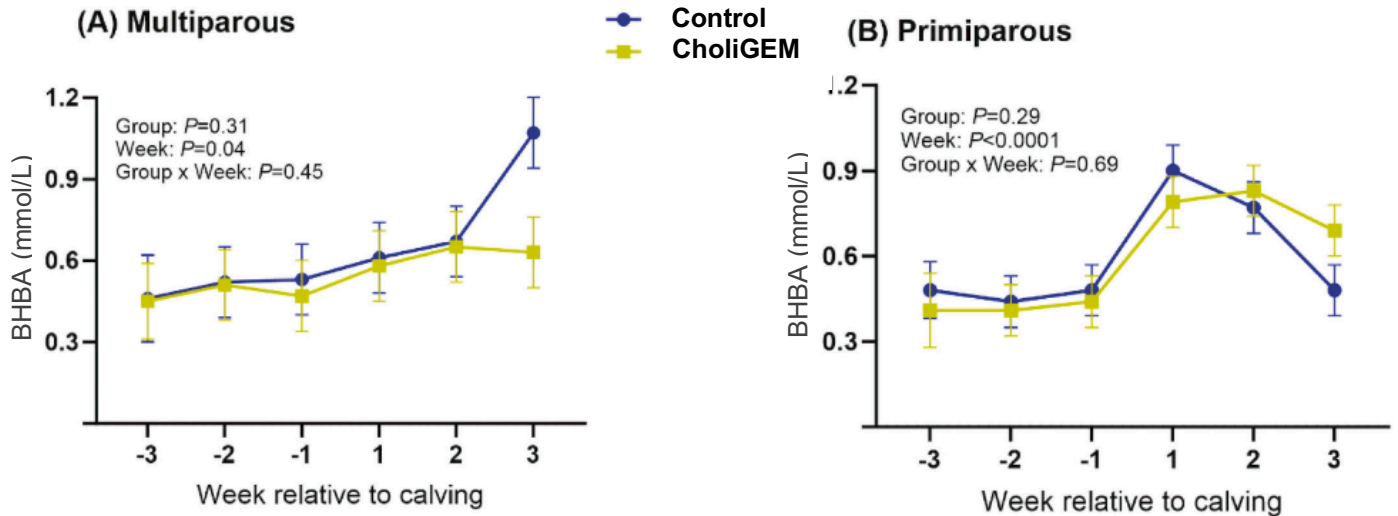 (A) Multiparous
Control
CholiGEM
(B) Primiparous
BHBA (mmol/L)
1.2
0.9
0.6
0.3
Group: P=0.31
Week: P=0.04
Group x Week: P=0.45
-3 -2 -1 1 2 3
Week relative to calving
BHBA (mmol/L)
1.2
0.9
0.6
0.3
Group: P=0.29
Week: P<0.0001
Group x Week: P=0.69
-3 -2 -1 1 2 3
Week relative to calving